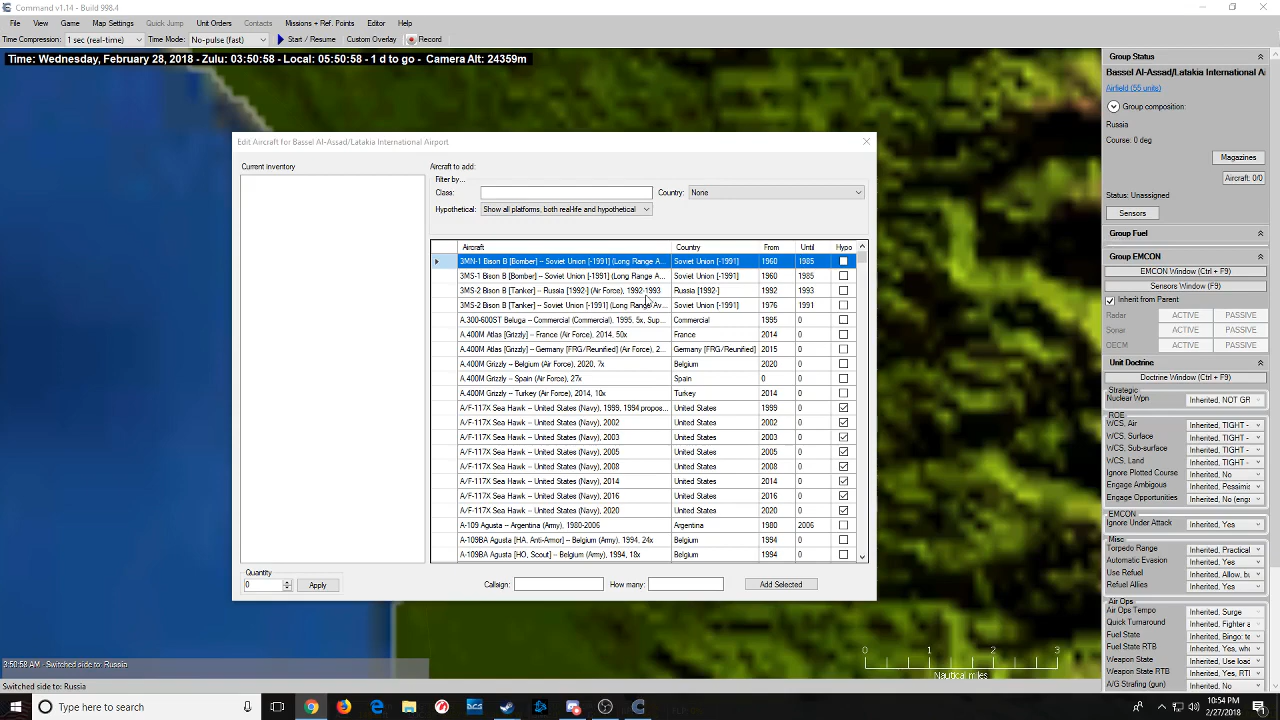 Command v1.14 - Build 998.4
File View Game Map Settings Quick Jump Unit Orders Contacts Missions + Ref. Points Editor Help
Time Compression: 1 sec (real-time) Time Mode: No-pulse (fast) Start / Resume Custom Overlay Record
Time: Wednesday, February 28, 2018 - Zulu: 03:50:58 - Local: 05:50:58 - 1 d to go - Camera Alt: 24359m
Edit Aircraft for Bassel Al-Assad/Latakia International Airport
Current Inventory
Aircraft to add:
Filter by...
Class: Country: None
Hypothetical: Show all platforms, both real-life and hypothetical
Aircraft Country From Until Hypo
3MN-1 Bison B [Bomber] -- Soviet Union [-1991] (Long Range A... Soviet Union [-1991] 1960 1985
3MS-1 Bison B [Bomber] -- Soviet Union [-1991] (Long Range A... Soviet Union [-1991] 1960 1985
3MS-2 Bison B [Tanker] -- Russia [1992-] (Air Force), 1992-1993 Russia [1992-] 1992 1993
3MS-2 Bison B [Tanker] -- Soviet Union [-1991] (Long Range Av... Soviet Union [-1991] 1976 1991
A.300-600ST Beluga -- Commercial (Commercial), 1995, 5x, Sup... Commercial 1995 0
A.400M Atlas [Grizzly] -- France (Air Force), 2014, 50x France 2014 0
A.400M Atlas [Grizzly] -- Germany [FRG/Reunified] (Air Force), 2... Germany [FRG/Reunified] 2015 0
A.400M Grizzly -- Belgium (Air Force), 2020, 7x Belgium 2020 0
A.400M Grizzly -- Spain (Air Force), 27x Spain 0 0
A.400M Grizzly -- Turkey (Air Force), 2014, 10x Turkey 2014 0
A/F-117X Sea Hawk -- United States (Navy), 1999, 1994 propos... United States 1999 0
A/F-117X Sea Hawk -- United States (Navy), 2002 United States 2002 0
A/F-117X Sea Hawk -- United States (Navy), 2003 United States 2003 0
A/F-117X Sea Hawk -- United States (Navy), 2005 United States 2005 0
A/F-117X Sea Hawk -- United States (Navy), 2008 United States 2008 0
A/F-117X Sea Hawk -- United States (Navy), 2014 United States 2014 0
A/F-117X Sea Hawk -- United States (Navy), 2016 United States 2016 0
A/F-117X Sea Hawk -- United States (Navy), 2020 United States 2020 0
A-109 Agusta -- Argentina (Army), 1980-2006 Argentina 1980 2006
A-109BA Agusta [HA, Anti-Armor] -- Belgium (Army), 1994, 24x Belgium 1994 0
A-109BA Agusta [HO, Scout] -- Belgium (Army), 1994, 18x Belgium 1994 0
Quantity
0 Apply
Callsign: How many: Add Selected
Group Status
Bassel Al-Assad/Latakia International Ai
Airfield (55 units)
Group composition:
Russia
Course: 0 deg
Magazines
Aircraft: 0/0
Status: Unassigned
Sensors
Group Fuel
Group EMCON
EMCON Window (Ctrl + F9)
Sensors Window (F9)
Inherit from Parent
Radar ACTIVE PASSIVE
Sonar ACTIVE PASSIVE
OECM ACTIVE PASSIVE
Unit Doctrine
Doctrine Window (Ctrl + F9)
Strategic
Nuclear Wpn Inherited, NOT GR
ROE
WCS, Air Inherited, TIGHT -
WCS, Surface Inherited, TIGHT -
WCS, Sub-surface Inherited, TIGHT -
WCS, Land Inherited, TIGHT -
Ignore Plotted Course Inherited, No
Engage Ambiguous Inherited, Pessimis
Engage Opportunities Inherited, No (eng
EMCON
Ignore Under Attack Inherited, Yes
Misc
Torpedo Range Inherited, Practical
Automatic Evasion Inherited, Yes
Use Refuel Inherited, Allow, bu
Refuel Allies Inherited, Yes
Air Ops
Air Ops Tempo Inherited, Surge
Quick Turnaround Inherited, Fighter a
Fuel State Inherited, Bingo: te
Fuel State Inherited, Yes, whe
Weapon State Inherited, Use load
Weapon State Inherited, Yes, RT
A/G Strafing (gun) Inherited, No
3:50:58 AM - Switched side to: Russia
Switched side to: Russia
0 1 2 3
Nautical miles
Type here to search
10:54 PM
2/27/2018